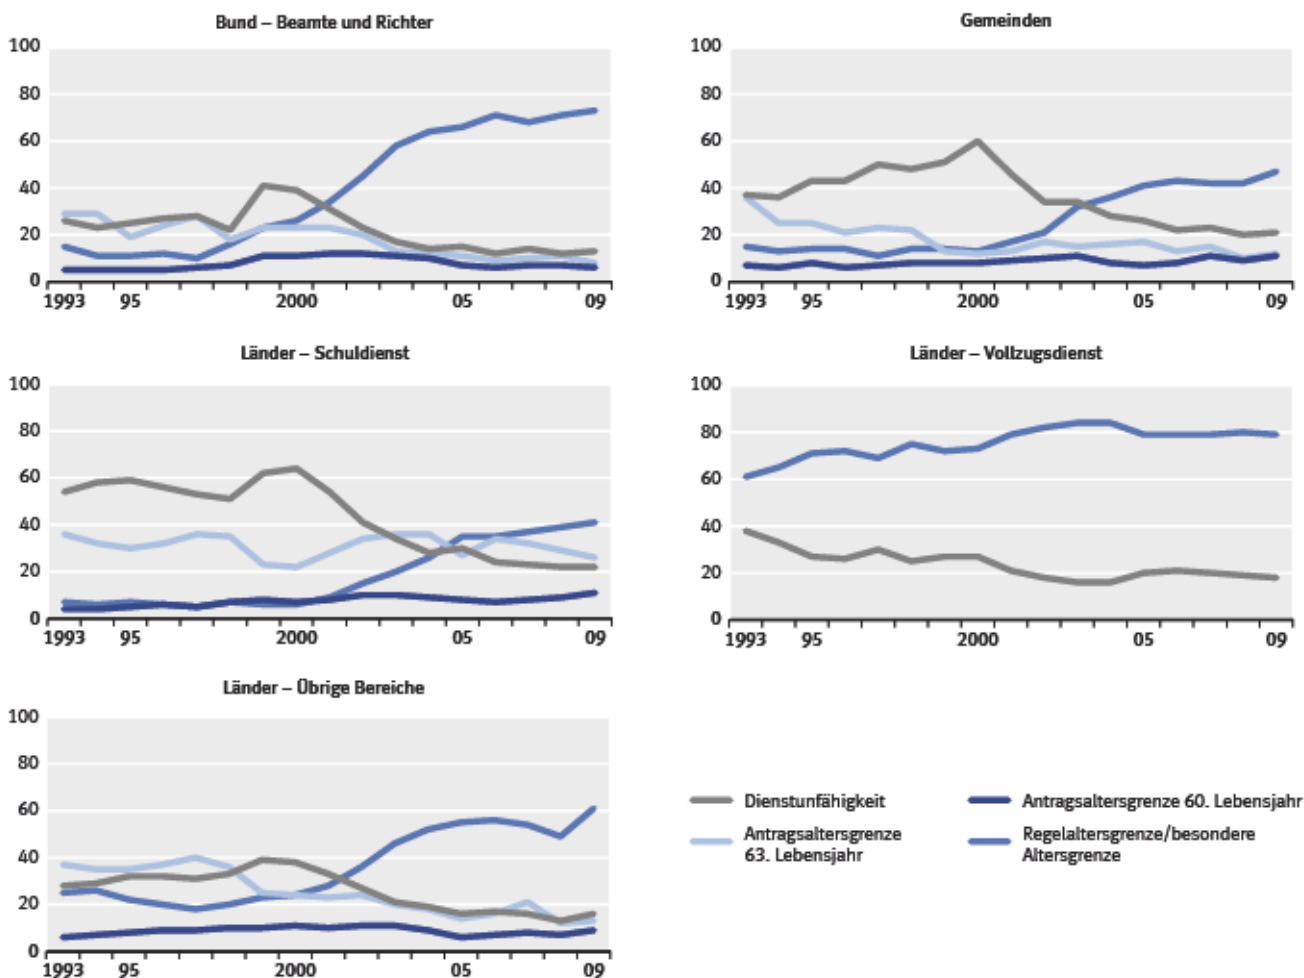 Bund – Beamte und Richter
100
80
60
40
20
0
1993 95 2000 05 09
Gemeinden
100
80
60
40
20
0
1993 95 2000 05 09
Länder – Schuldienst
100
80
60
40
20
0
1993 95 2000 05 09
Länder – Vollzugsdienst
100
80
60
40
20
0
1993 95 2000 05 09
Länder – Übrige Bereiche
100
80
60
40
20
0
1993 95 2000 05 09
Dienstunfähigkeit
Antragsaltersgrenze
63. Lebensjahr
Antragsaltersgrenze 60. Lebensjahr
Regelaltersgrenze/besondere
Altersgrenze